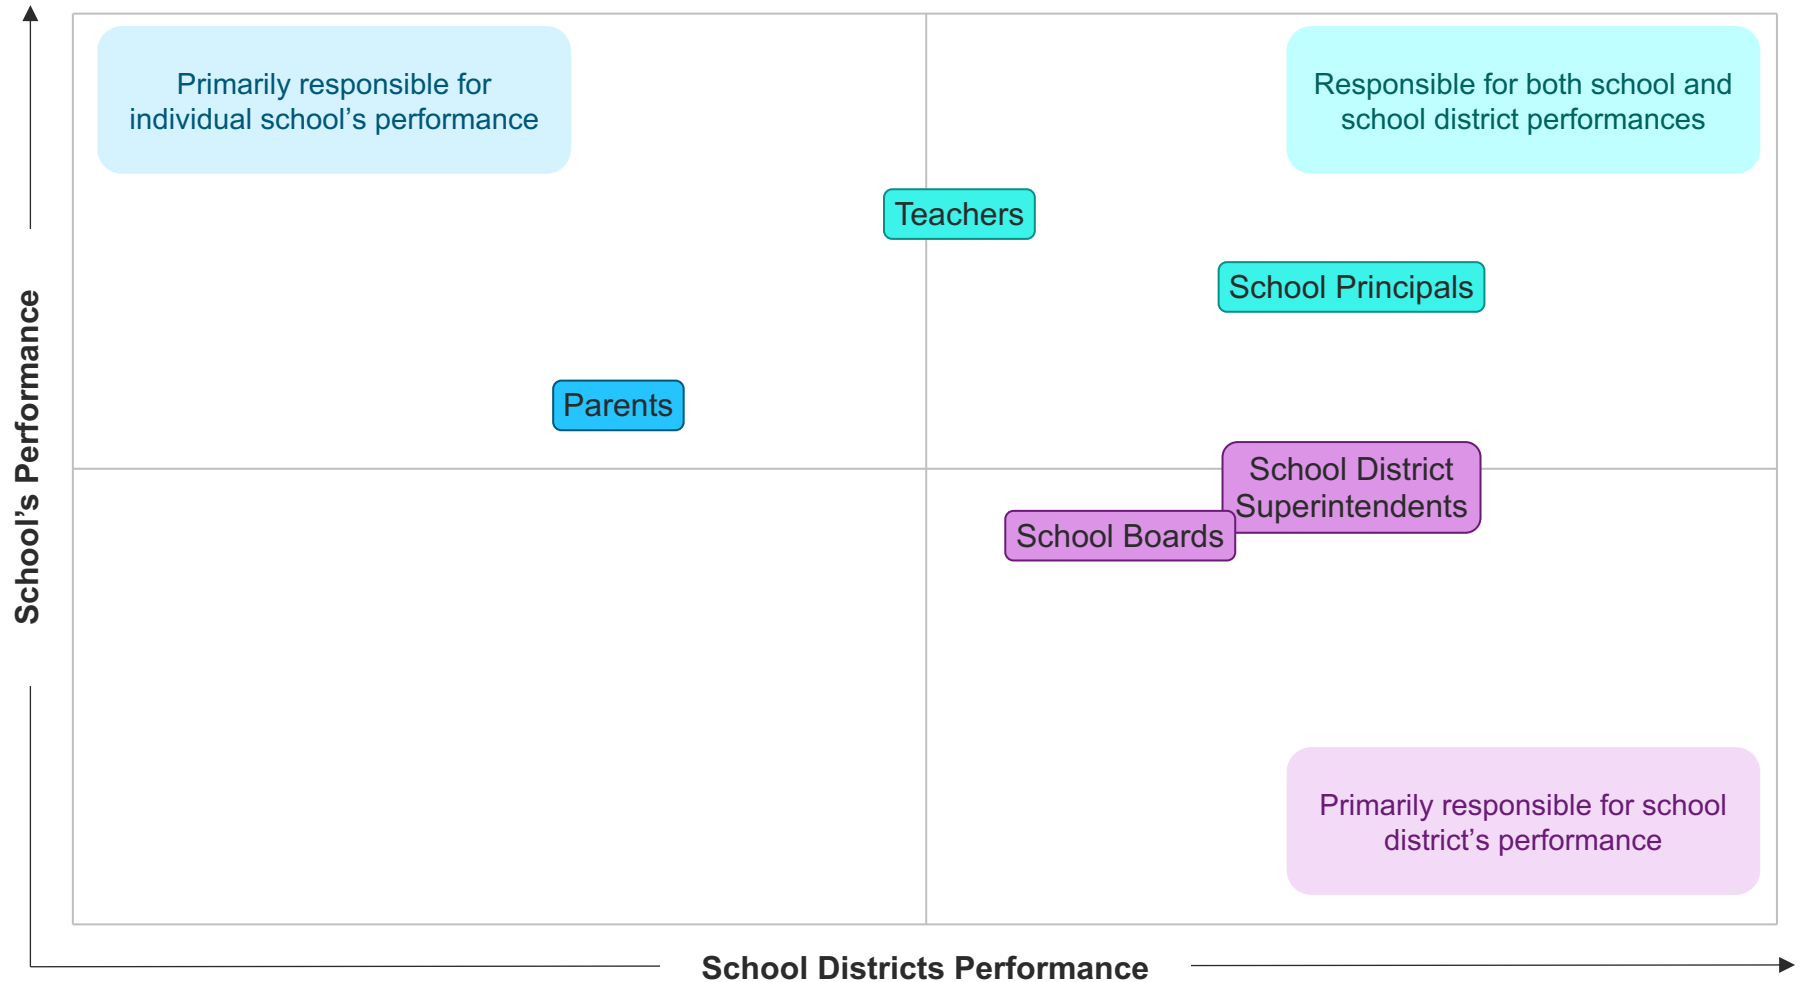 Primarily responsible for
individual school’s performance
Responsible for both school and
school district performances
Teachers
School Principals
Parents
School District
Superintendents
School Boards
Primarily responsible for school
district’s performance
School’s Performance
School Districts Performance